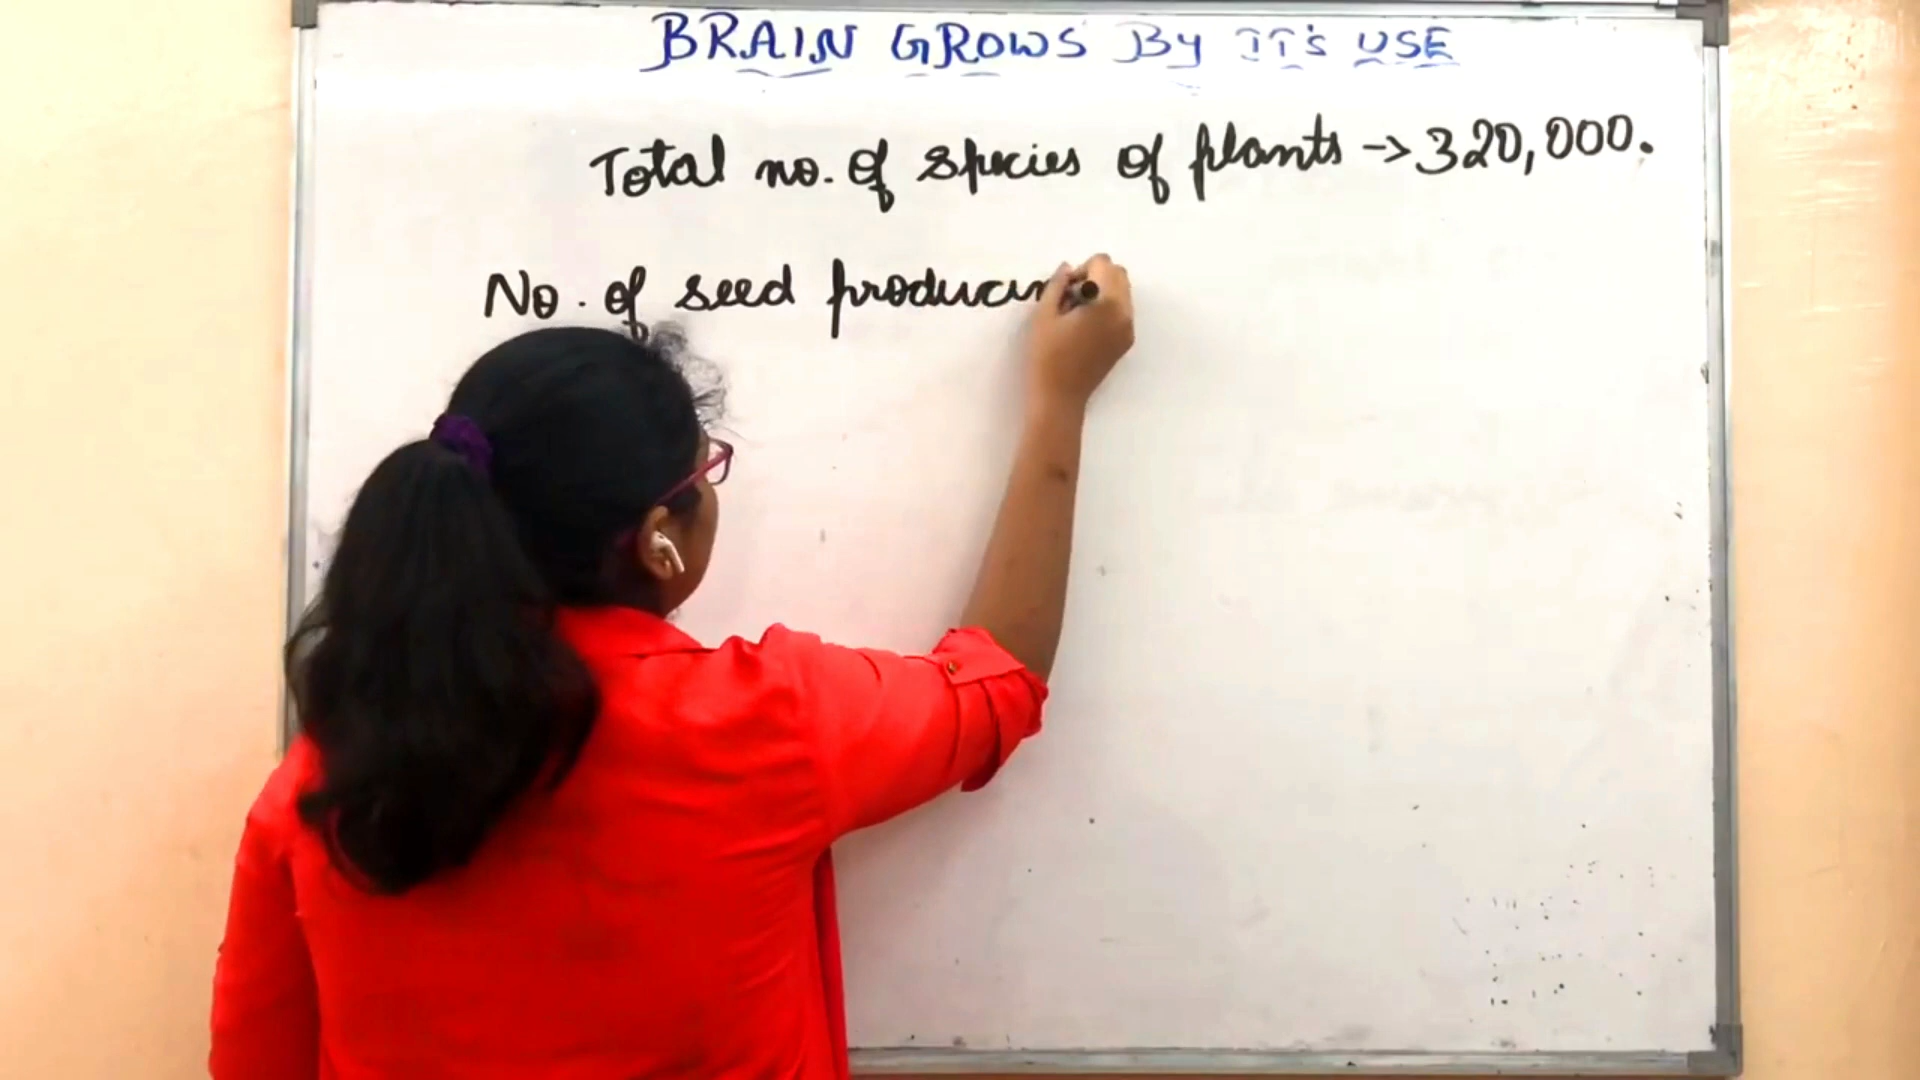 BRAIN GROWS By IT's USE
Total no. of species of plants → 320,000.
No. of seed producin